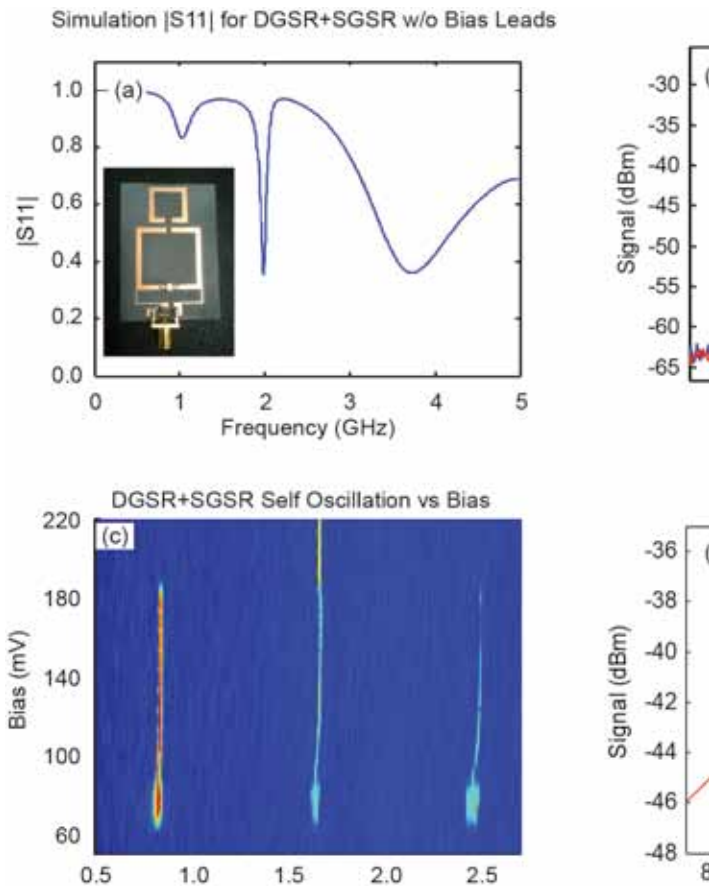 Simulation |S11| for DGSR+SGSR w/o Bias Leads
(a)
|S11|
1.0
0.8
0.6
0.4
0.2
0.0
0 1 2 3 4 5
Frequency (GHz)
(
Signal (dBm)
-30
-35
-40
-45
-50
-55
-60
-65
DGSR+SGSR Self Oscillation vs Bias
(c)
Bias (mV)
220
180
140
100
60
0.5 1.0 1.5 2.0 2.5
(
Signal (dBm)
-36
-38
-40
-42
-44
-46
-48
8